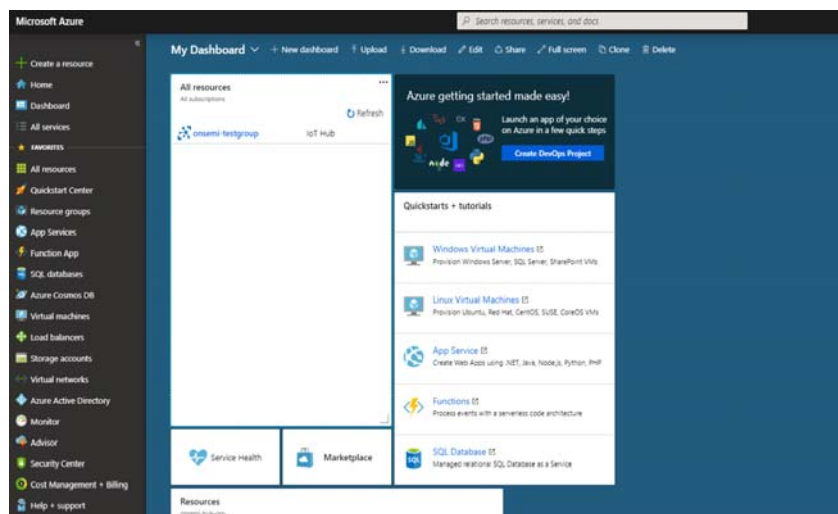 Microsoft Azure
Search resources, services, and docs
«
Create a resource
Home
Dashboard
All services
FAVORITES
All resources
Quickstart Center
Resource groups
App Services
Function App
SQL databases
Azure Cosmos DB
Virtual machines
Load balancers
Storage accounts
Virtual networks
Azure Active Directory
Monitor
Advisor
Security Center
Cost Management + Billing
Help + support
My Dashboard
+ New dashboard
Upload
Download
Edit
Share
Full screen
Clone
Delete
All resources
All subscriptions
Refresh
onsemi-testgroup IoT Hub
Service Health
Marketplace
Resources
Azure getting started made easy!
Launch an app of your choice
on Azure in a few quick steps
Create DevOps Project
node
php
Quickstarts + tutorials
Windows Virtual Machines
Provision Windows Server, SQL Server, SharePoint VMs
Linux Virtual Machines
Provision Ubuntu, Red Hat, CentOS, SUSE, CoreOS VMs
App Service
Create Web Apps using .NET, Java, Node.js, Python, PHP
Functions
Process events with a serverless code architecture
SQL
SQL Database
Managed relational SQL Database as a Service